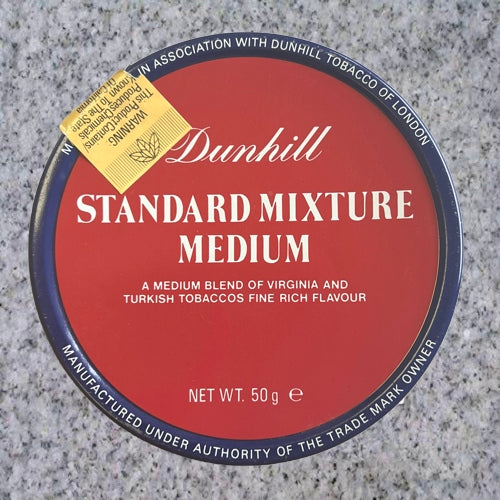 IN ASSOCIATION WITH DUNHILL TOBACCO OF LONDON
WARNING
This Product Contains/
Produces Chemicals
Known To The State
Of California
Dunhill
STANDARD MIXTURE
MEDIUM
A MEDIUM BLEND OF VIRGINIA AND
TURKISH TOBACCOS FINE RICH FLAVOUR
NET WT. 50g ℮
MANUFACTURED UNDER AUTHORITY OF THE TRADE MARK OWNER